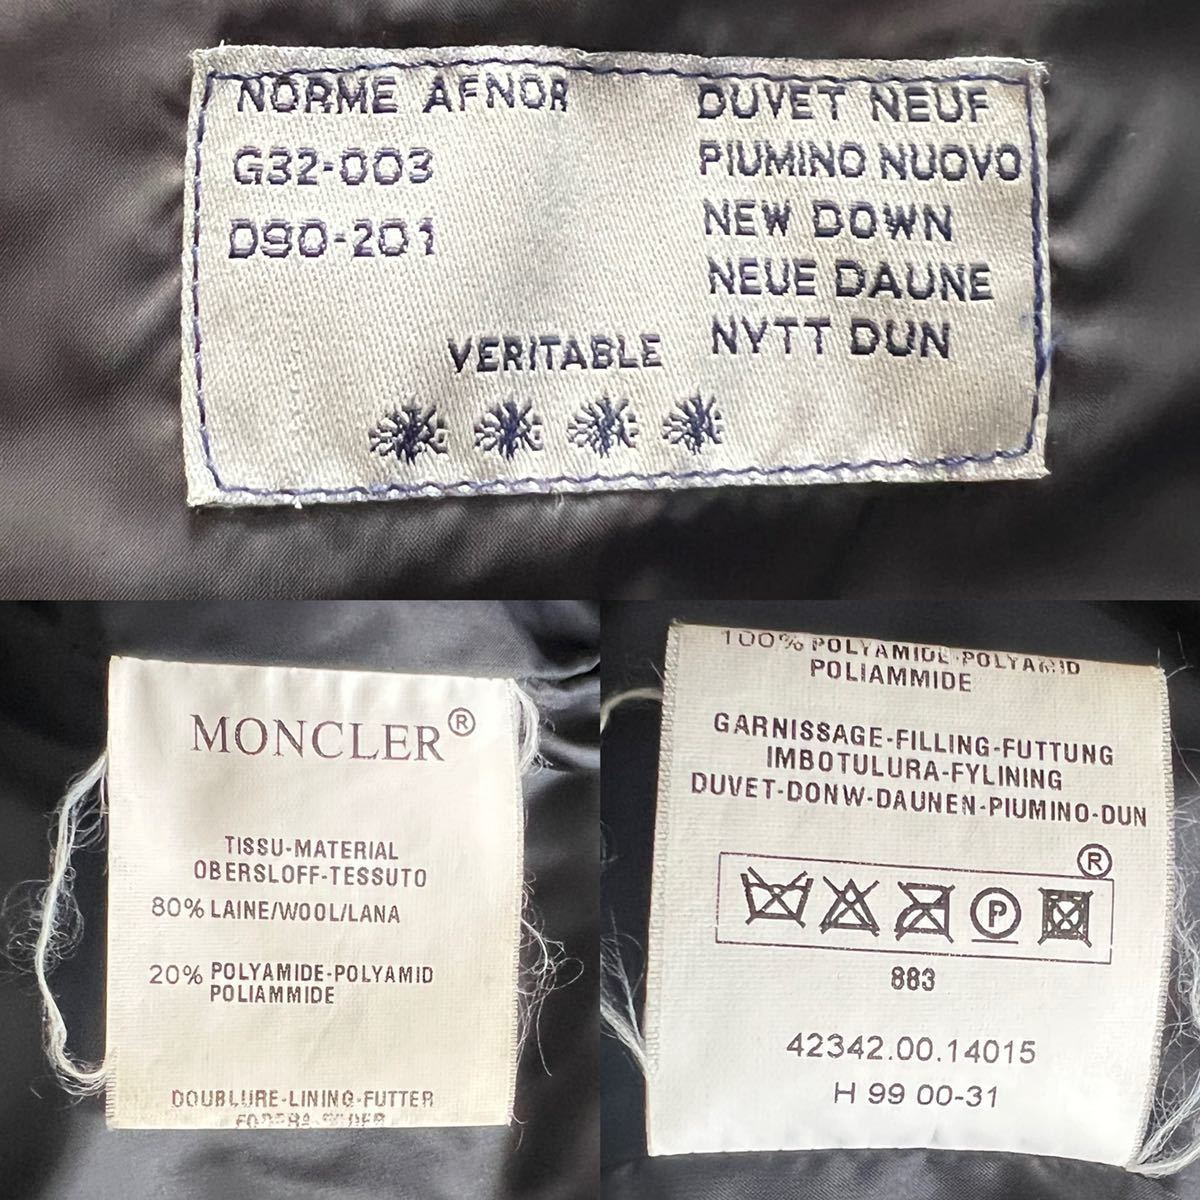 NORME AFNOR
G32-003
D90-201
DUVET NEUF
PIUMINO NUOVO
NEW DOWN
NEUE DAUNE
NYTT DUN
VERITABLE
MONCLER®
TISSU-MATERIAL
OBERSLOFF-TESSUTO
80% LAINE/WOOL/LANA
20% POLYAMIDE-POLYAMID
POLIAMMIDE
DOUBLURE-LINING-FUTTER
100% POLYAMIDE-POLYAMID
POLIAMMIDE
GARNISSAGE-FILLING-FUTTUNG
IMBOTULURA-FYLINING
DUVET-DONW-DAUNEN-PIUMINO-DUN
®
P
883
42342.00.14015
H 99 00-31